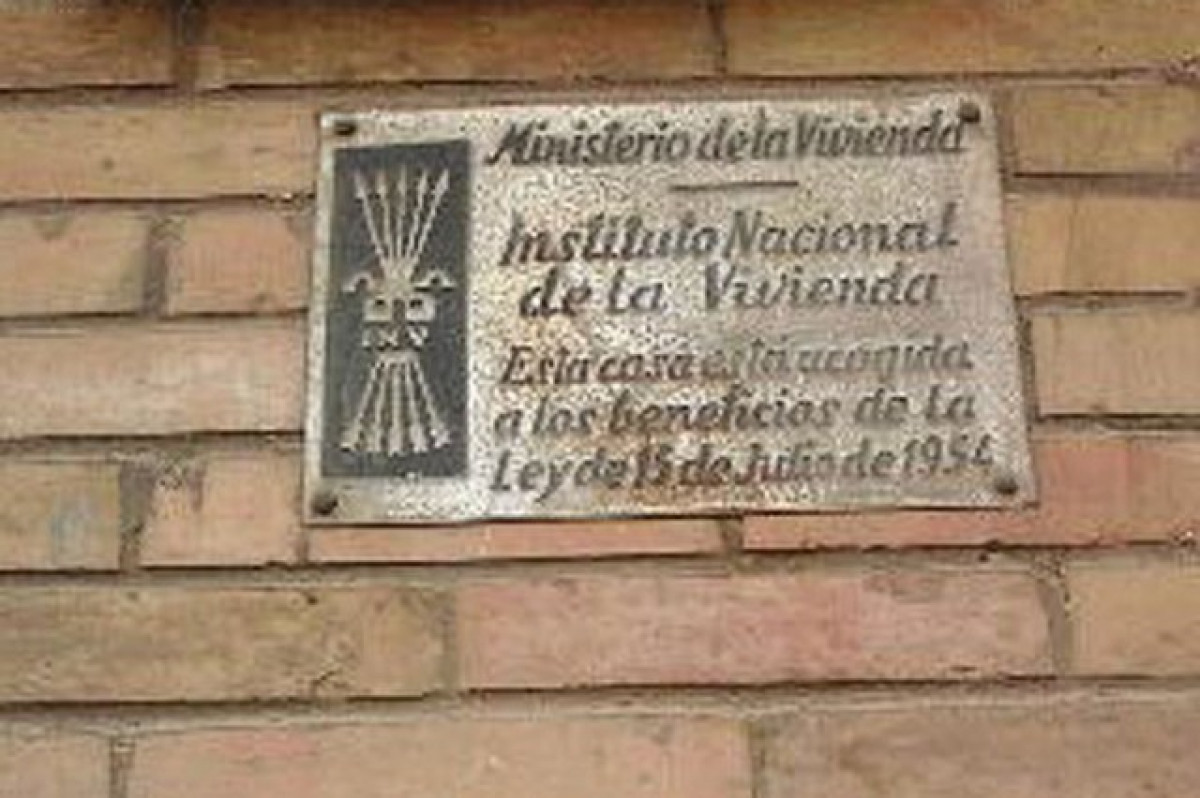 Ministerio de la Vivienda
Instituto Nacional
de la Vivienda
Esta casa está acogida
a los beneficios de la
Ley de 15 de Julio de 1954
INV